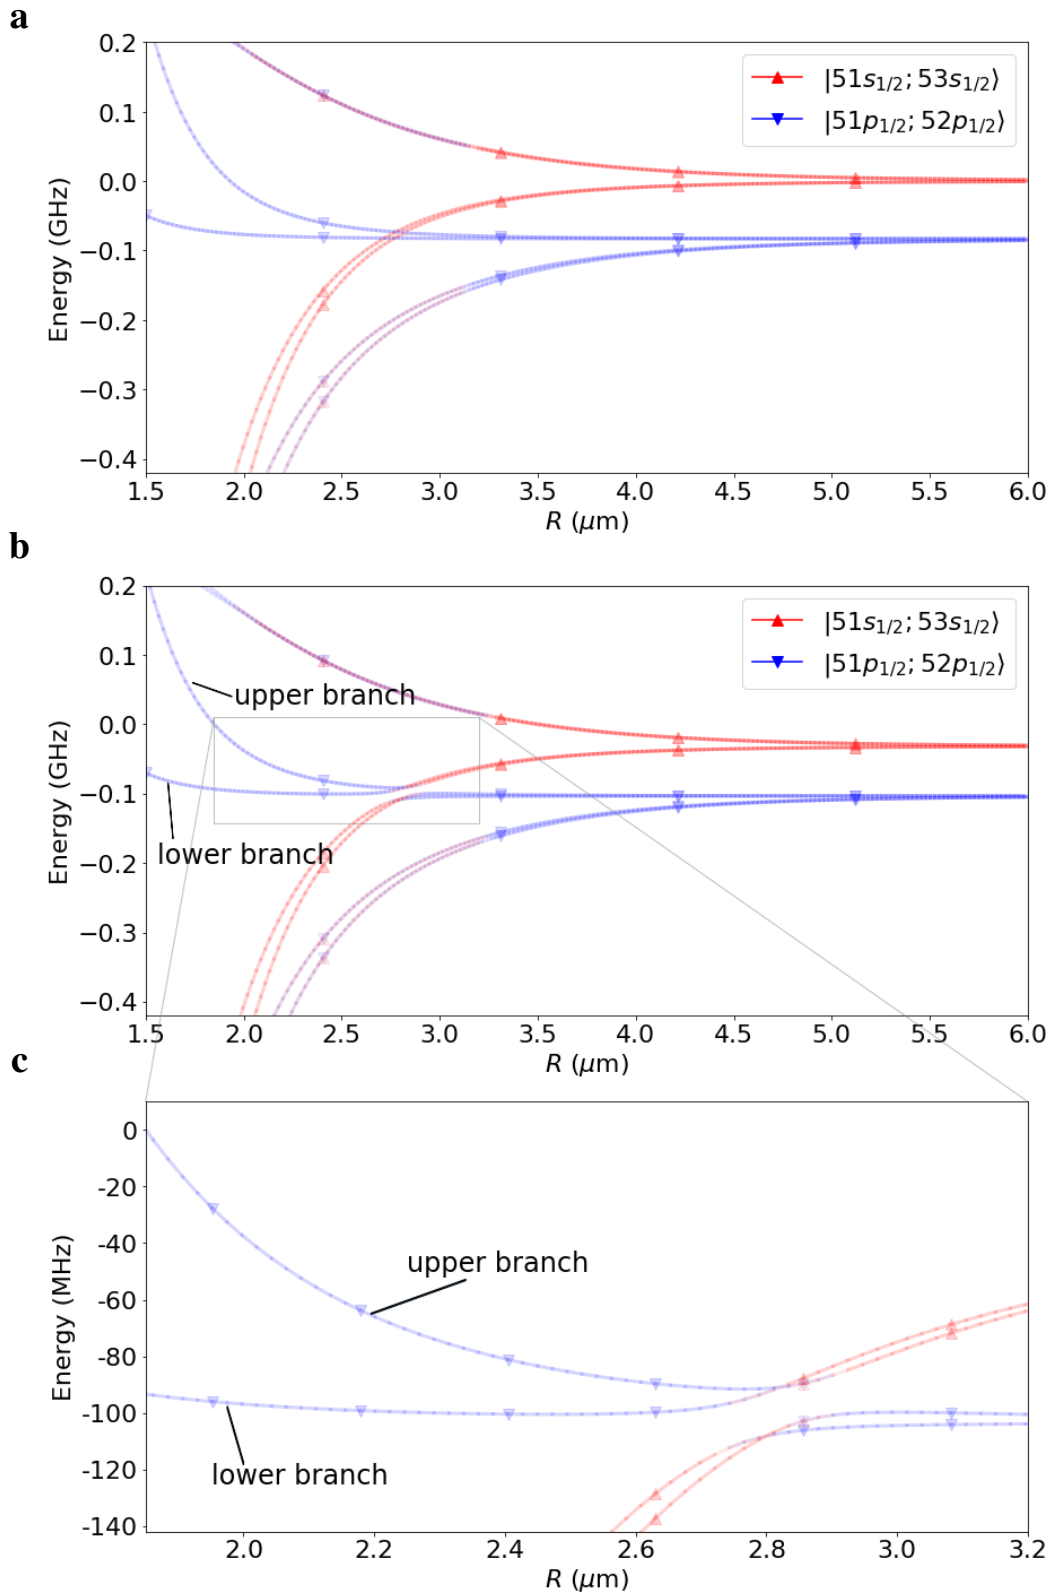 a
0.2
0.1
0.0
−0.1
−0.2
−0.3
−0.4
Energy (GHz)
|51s₁/₂; 53s₁/₂⟩
|51p₁/₂; 52p₁/₂⟩
1.5 2.0 2.5 3.0 3.5 4.0 4.5 5.0 5.5 6.0
R (μm)
b
0.2
0.1
0.0
−0.1
−0.2
−0.3
−0.4
Energy (GHz)
|51s₁/₂; 53s₁/₂⟩
|51p₁/₂; 52p₁/₂⟩
upper branch
lower branch
1.5 2.0 2.5 3.0 3.5 4.0 4.5 5.0 5.5 6.0
R (μm)
c
0
-20
-40
-60
-80
-100
-120
-140
Energy (MHz)
upper branch
lower branch
2.0 2.2 2.4 2.6 2.8 3.0 3.2
R (μm)